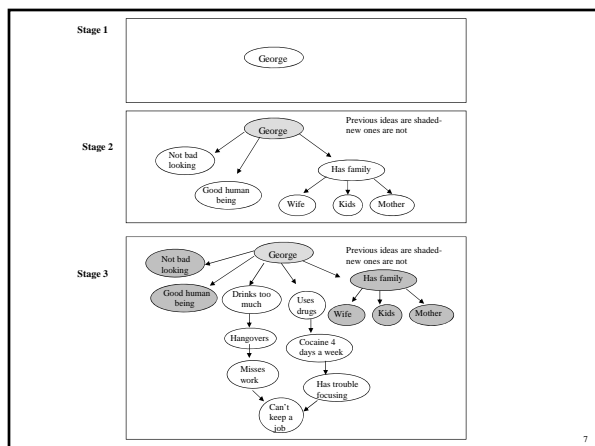 Stage 1
George
Stage 2
George
Previous ideas are shaded-
new ones are not
Not bad
looking
Good human
being
Has family
Wife
Kids
Mother
Stage 3
George
Previous ideas are shaded-
new ones are not
Not bad
looking
Good human
being
Drinks too
much
Uses
drugs
Has family
Wife
Kids
Mother
Hangovers
Cocaine 4
days a week
Misses
work
Has trouble
focusing
Can't
keep a
job
7